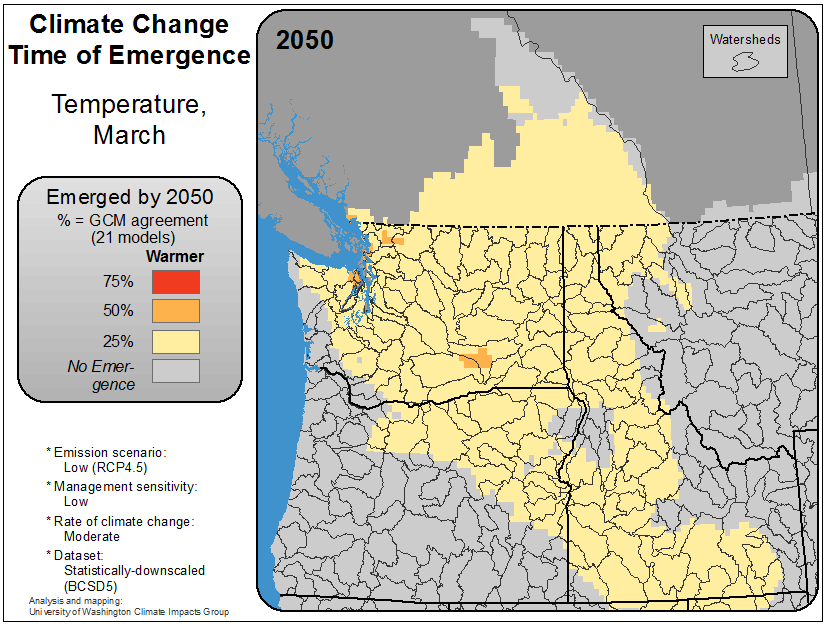 Climate Change
Time of Emergence
Temperature,
March
Emerged by 2050
% = GCM agreement
(21 models)
Warmer
75%
50%
25%
No Emer-
gence
* Emission scenario:
Low (RCP4.5)
* Management sensitivity:
Low
* Rate of climate change:
Moderate
* Dataset:
Statistically-downscaled
(BCSD5)
Analysis and mapping:
University of Washington Climate Impacts Group
2050
Watersheds